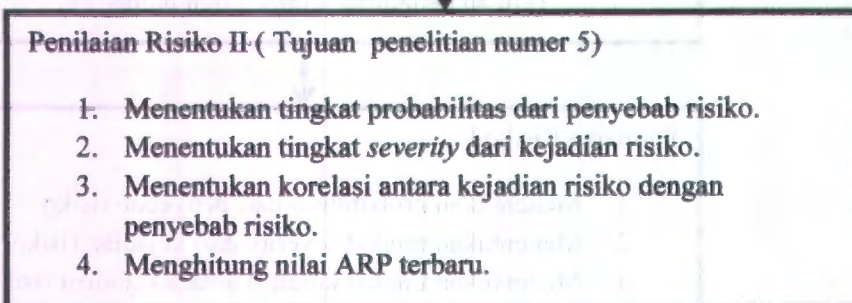 Penilaian Risiko II ( Tujuan penelitian numer 5)
1. Menentukan tingkat probabilitas dari penyebab risiko.
2. Menentukan tingkat severity dari kejadian risiko.
3. Menentukan korelasi antara kejadian risiko dengan
penyebab risiko.
4. Menghitung nilai ARP terbaru.